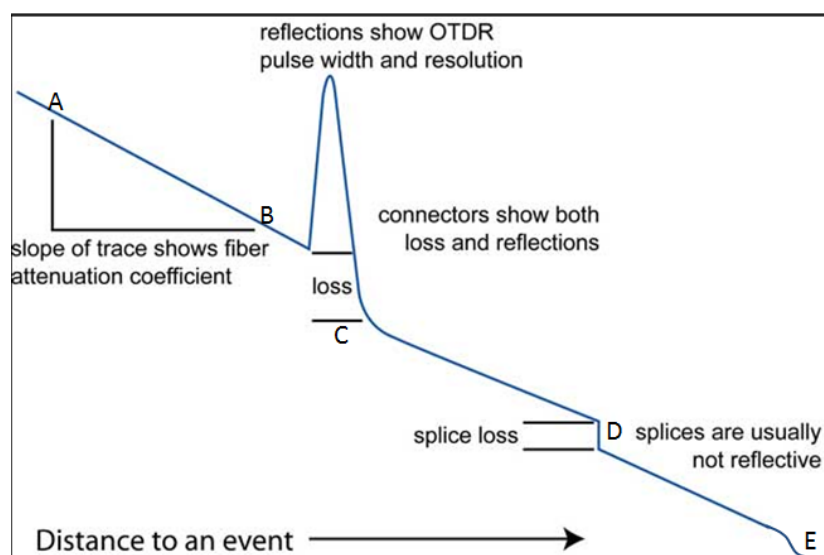 reflections show OTDR
pulse width and resolution
A
B
slope of trace shows fiber
attenuation coefficient
connectors show both
loss and reflections
loss
C
splice loss
D
splices are usually
not reflective
Distance to an event
E